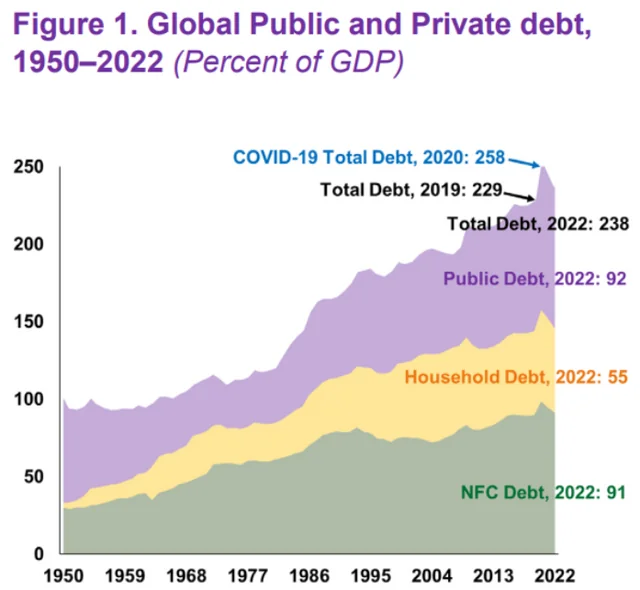 Figure 1. Global Public and Private debt,
1950–2022 (Percent of GDP)
COVID-19 Total Debt, 2020: 258
Total Debt, 2019: 229
Total Debt, 2022: 238
Public Debt, 2022: 92
Household Debt, 2022: 55
NFC Debt, 2022: 91
250
200
150
100
50
0
1950 1959 1968 1977 1986 1995 2004 2013 2022